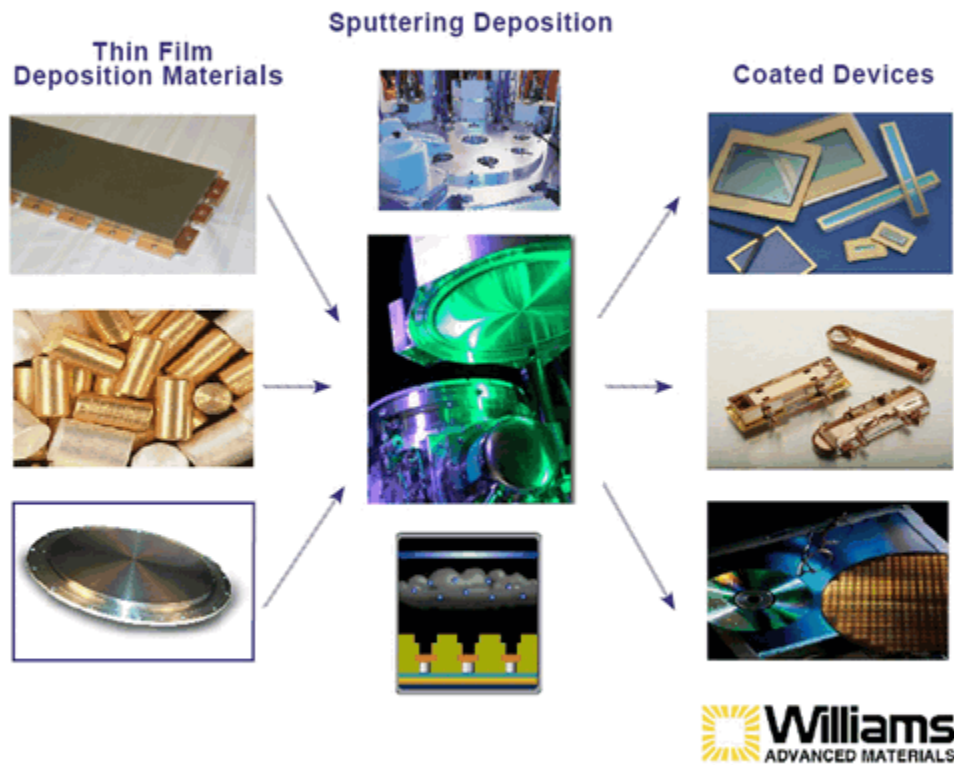 Sputtering Deposition
Thin Film
Deposition Materials
Coated Devices
Williams
ADVANCED MATERIALS